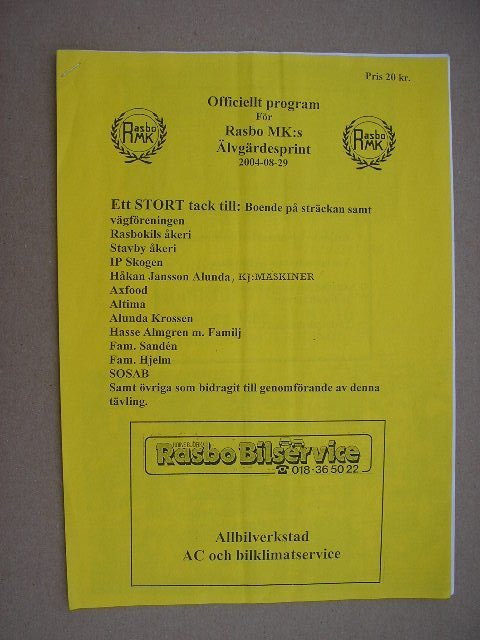 Pris 20 kr.
Officiellt program
För
Rasbo MK:s
Älvgärdesprint
2004-08-29
Rasbo
MK
Rasbo
MK
Ett STORT tack till: Boende på sträckan samt
vägföreningen
Rasbokils åkeri
Stavby åkeri
IP Skogen
Håkan Jansson Alunda, Kj:MASKINER
Axfood
Altima
Alunda Krossen
Hasse Almgren m. Familj
Fam. Sandén
Fam. Hjelm
SOSAB
Samt övriga som bidragit till genomförande av denna
tävling.
Rasbo Bilservice
☎ 018-36 50 22
Allbilverkstad
AC och bilklimatservice